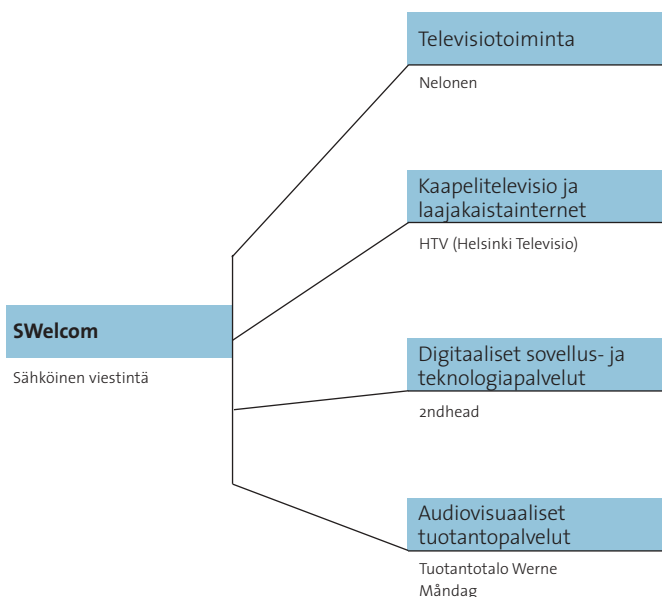 Televisiotoiminta
Nelonen
Kaapelitelevisio ja
laajakaistainternet
HTV (Helsinki Televisio)
SWelcom
Sähköinen viestintä
Digitaaliset sovellus- ja
teknologiapalvelut
2ndhead
Audiovisuaaliset
tuotantopalvelut
Tuotantotalo Werne
Måndag